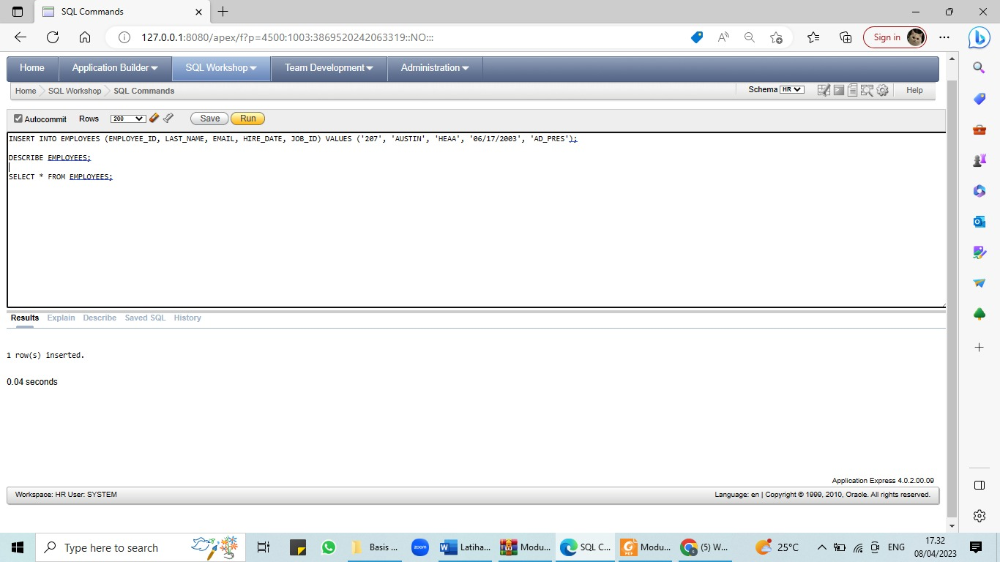 SQL Commands
127.0.0.1:8080/apex/f?p=4500:1003:3869520242063319::NO:::
Sign in
Home Application Builder SQL Workshop Team Development Administration
Home SQL Workshop SQL Commands
Schema HR Help
Autocommit Rows 200 Save Run
INSERT INTO EMPLOYEES (EMPLOYEE_ID, LAST_NAME, EMAIL, HIRE_DATE, JOB_ID) VALUES ('207', 'AUSTIN', 'HEAA', '06/17/2003', 'AD_PRES');
DESCRIBE EMPLOYEES;
SELECT * FROM EMPLOYEES;
Results Explain Describe Saved SQL History
1 row(s) inserted.
0.04 seconds
Application Express 4.0.2.00.09
Workspace: HR User: SYSTEM
Language: en | Copyright © 1999, 2010, Oracle. All rights reserved.
Type here to search
zoom
Basis ...
Latiha...
Modu...
SQL C...
PDF
Modu...
(5) W...
25°C
ENG
17.32
08/04/2023